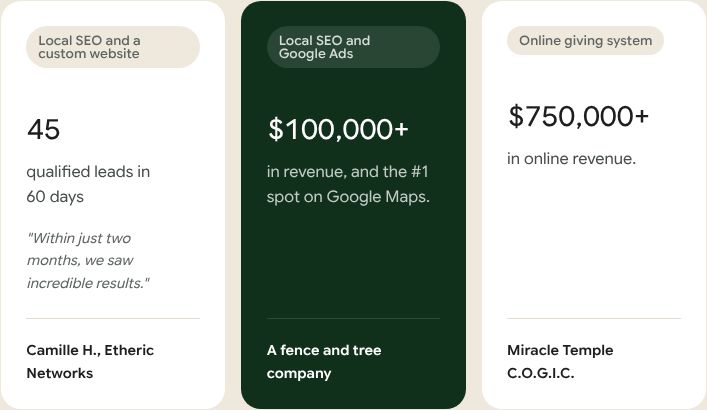 Local SEO and a
custom website
45
qualified leads in
60 days
"Within just two
months, we saw
incredible results."
Camille H., Etheric
Networks
Local SEO and
Google Ads
$100,000+
in revenue, and the #1
spot on Google Maps.
A fence and tree
company
Online giving system
$750,000+
in online revenue.
Miracle Temple
C.O.G.I.C.